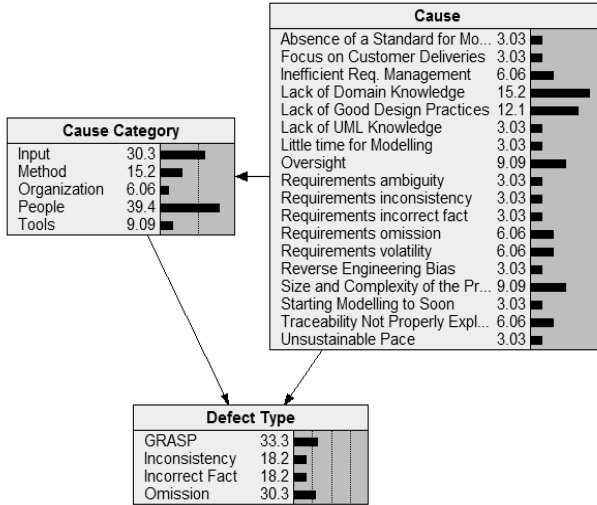 Cause
Absence of a Standard for Mo... 3.03
Focus on Customer Deliveries 3.03
Inefficient Req. Management 6.06
Lack of Domain Knowledge 15.2
Lack of Good Design Practices 12.1
Lack of UML Knowledge 3.03
Little time for Modelling 3.03
Oversight 9.09
Requirements ambiguity 3.03
Requirements inconsistency 3.03
Requirements incorrect fact 3.03
Requirements omission 6.06
Requirements volatility 6.06
Reverse Engineering Bias 3.03
Size and Complexity of the Pr... 9.09
Starting Modelling to Soon 3.03
Traceability Not Properly Expl... 6.06
Unsustainable Pace 3.03
Cause Category
Input 30.3
Method 15.2
Organization 6.06
People 39.4
Tools 9.09
Defect Type
GRASP 33.3
Inconsistency 18.2
Incorrect Fact 18.2
Omission 30.3